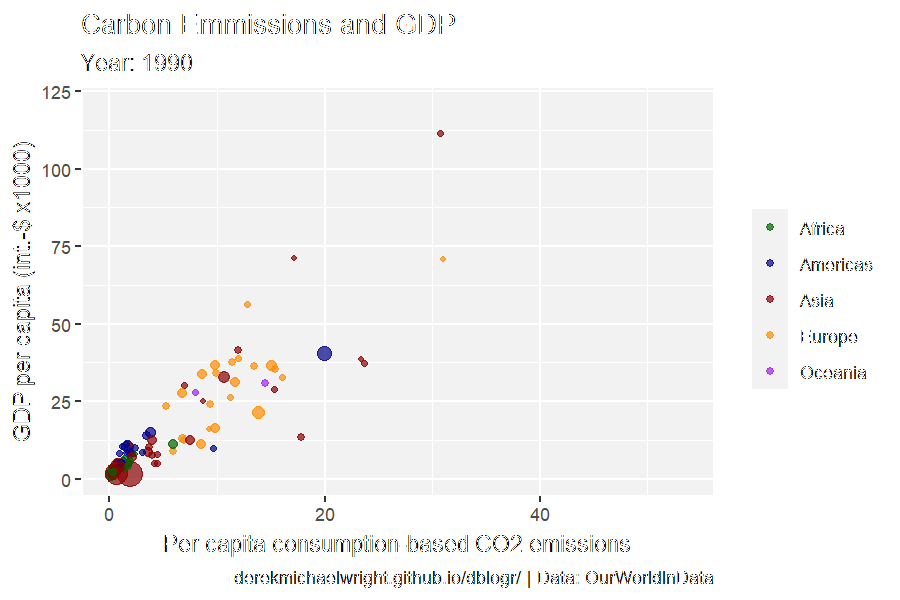 Carbon Emmissions and GDP
Year: 1990
GDP per capita (int.-$ x1000)
125
100
75
50
25
0
0
20
40
Per capita consumption-based CO2 emissions
Africa
Americas
Asia
Europe
Oceania
derekmichaelwright.github.io/dblogr/ | Data: OurWorldInData